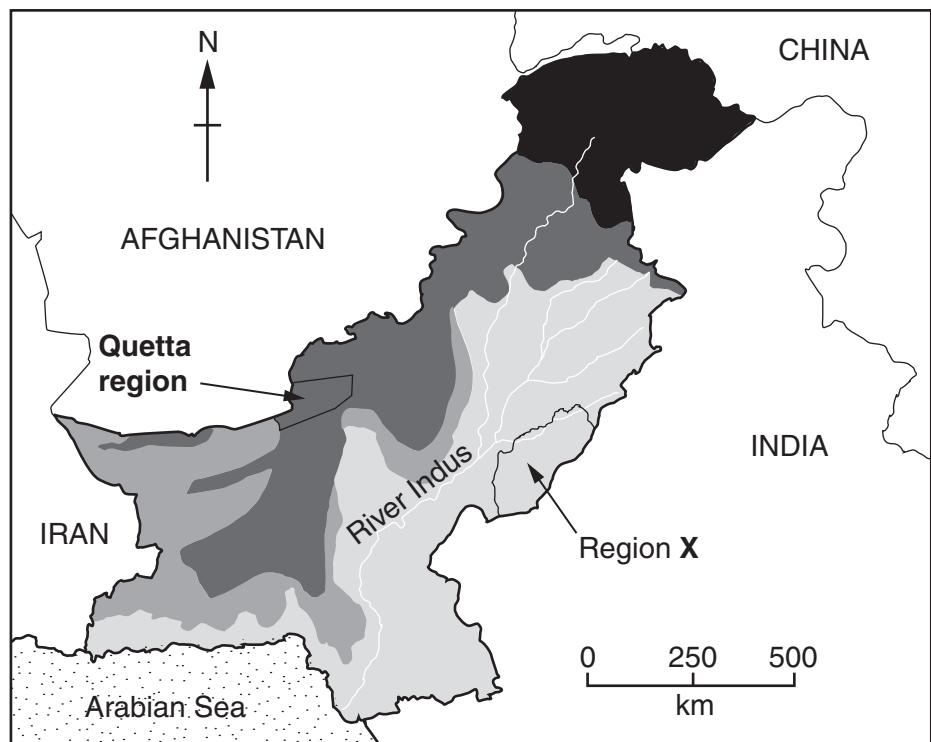 N
CHINA
AFGHANISTAN
Quetta
region
INDIA
River Indus
IRAN
Region X
0 250 500
km
Arabian Sea